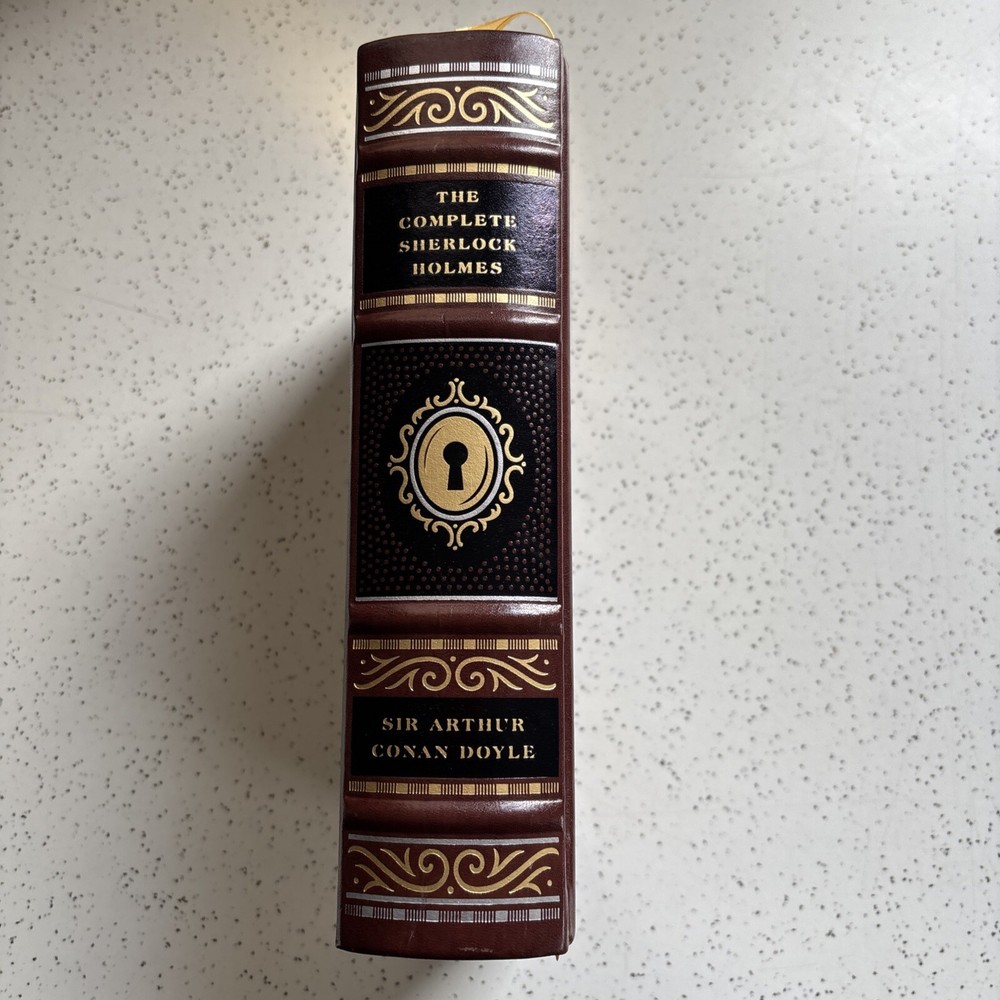 THE
COMPLETE
SHERLOCK
HOLMES
SIR ARTHUR
CONAN DOYLE